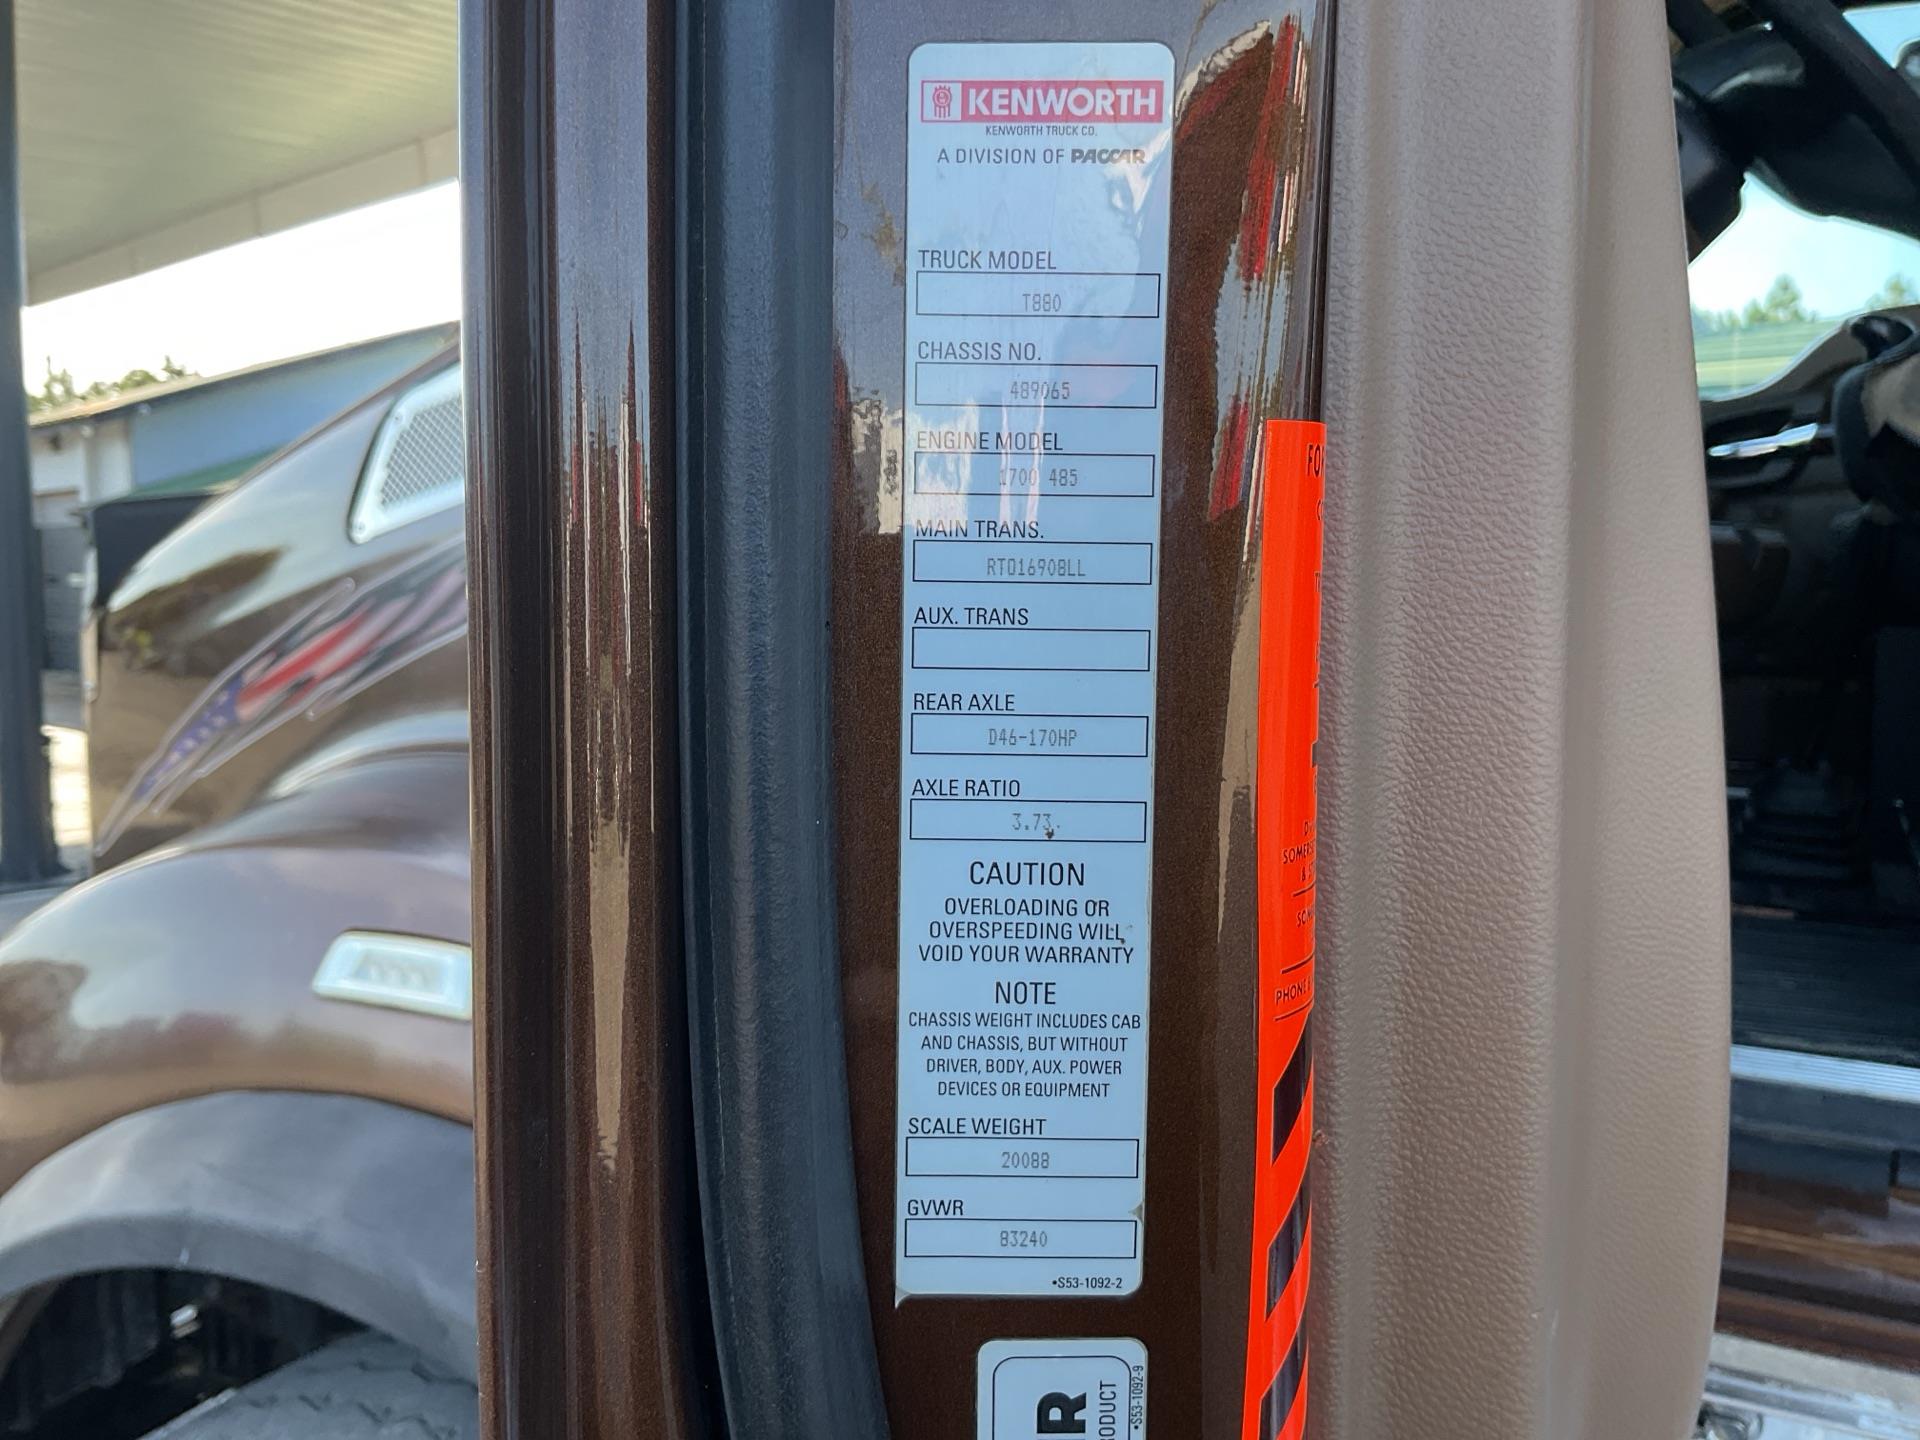 KENWORTH
KENWORTH TRUCK CO.
A DIVISION OF PACCAR
TRUCK MODEL
T880
CHASSIS NO.
489065
ENGINE MODEL
1700 485
MAIN TRANS.
RTO16908LL
AUX. TRANS
REAR AXLE
D46-170HP
AXLE RATIO
3.73
CAUTION
OVERLOADING OR
OVERSPEEDING WILL
VOID YOUR WARRANTY
NOTE
CHASSIS WEIGHT INCLUDES CAB
AND CHASSIS, BUT WITHOUT
DRIVER, BODY, AUX. POWER
DEVICES OR EQUIPMENT
SCALE WEIGHT
20088
GVWR
83240
•S53-1092-2
•S53-1092-9
PHONE